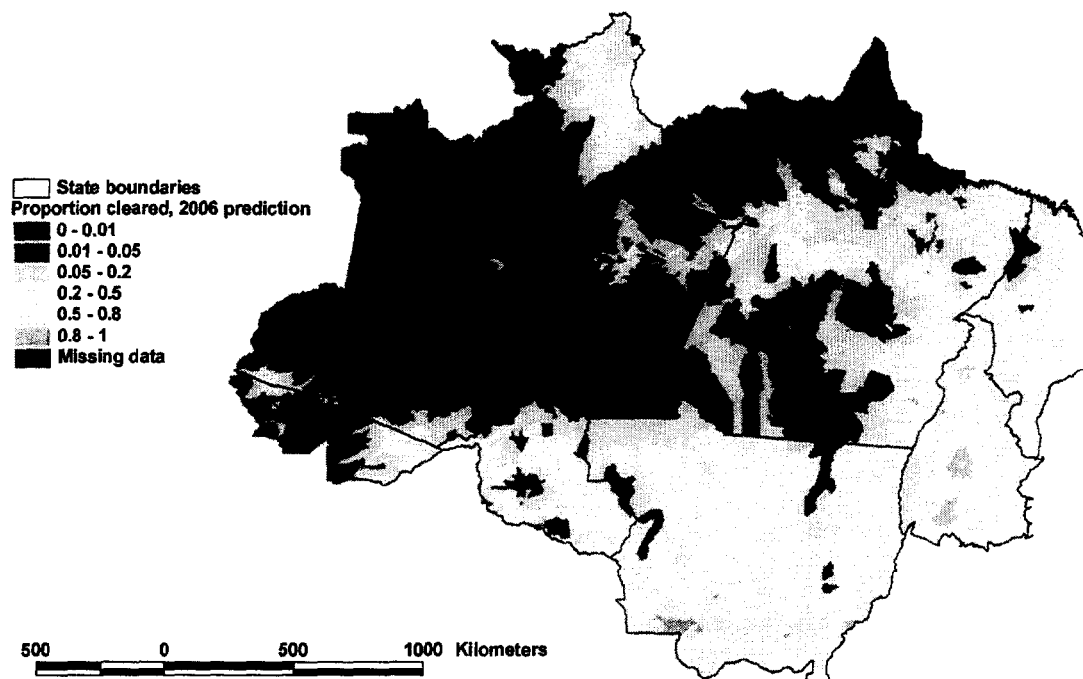 State boundaries
Proportion cleared, 2006 prediction
0 - 0.01
0.01 - 0.05
0.05 - 0.2
0.2 - 0.5
0.5 - 0.8
0.8 - 1
Missing data
500 0 500 1000 Kilometers